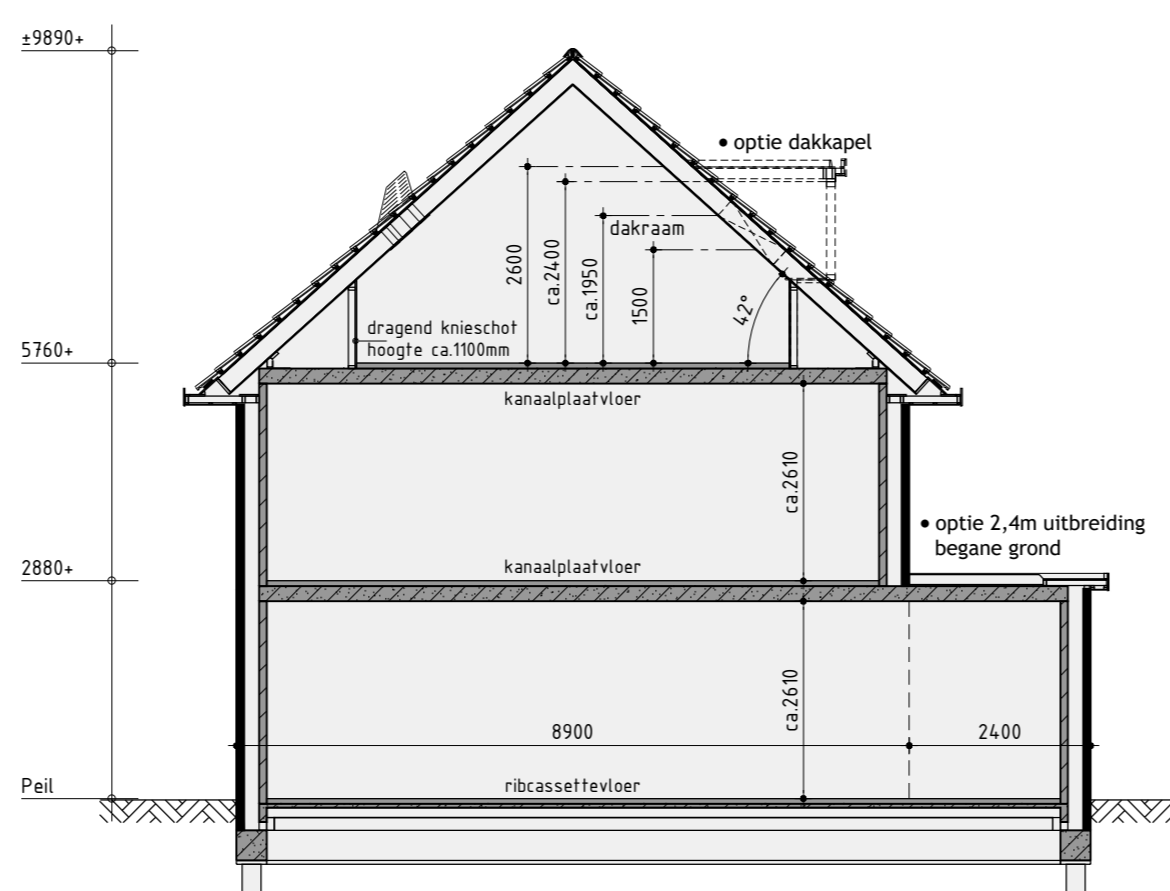 ±9890+
• optie dakkapel
dakraam
2600
ca.2400
ca.1950
1500
42°
dragend knieschot
hoogte ca.1100mm
5760+
kanaalplaatvloer
ca.2610
• optie 2,4m uitbreiding
begane grond
2880+
kanaalplaatvloer
ca.2610
8900
2400
Peil
ribcassettevloer